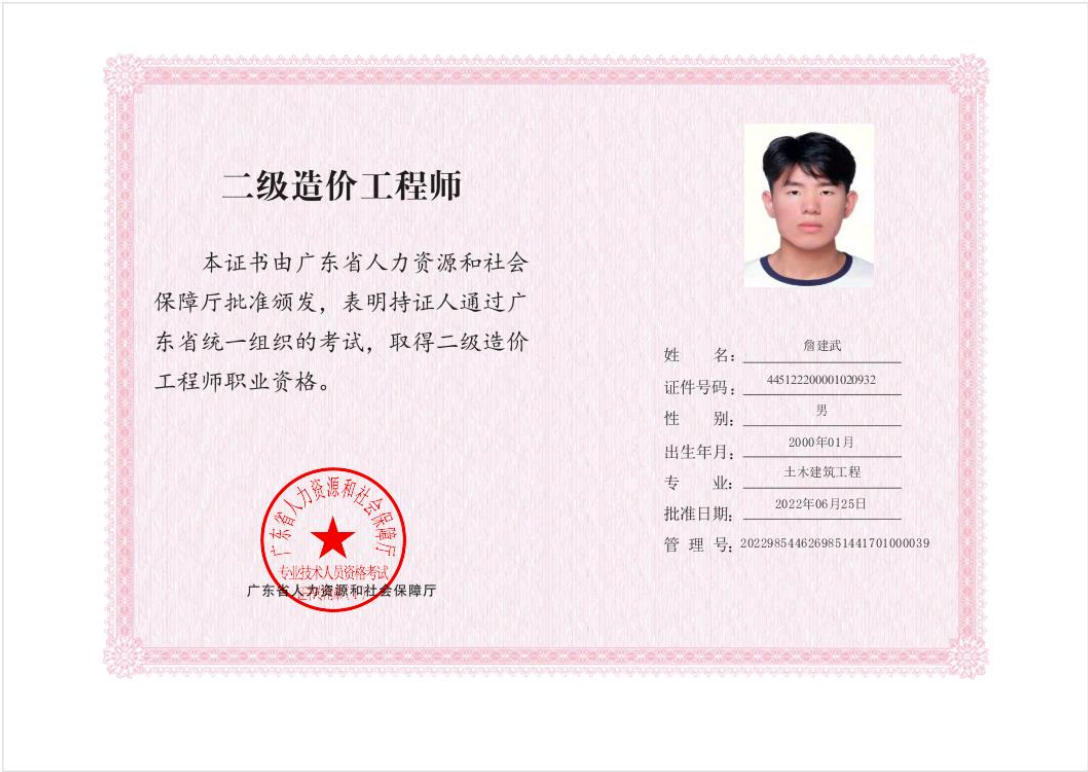 二级造价工程师
本证书由广东省人力资源和社会
保障厅批准颁发，表明持证人通过广
东省统一组织的考试，取得二级造价
工程师职业资格。
广东省人力资源和社会保障厅
专业技术人员资格考试
广东省人力资源和社会保障厅
姓名：詹建武
证件号码：445122200001020932
性别：男
出生年月：2000年01月
专业：土木建筑工程
批准日期：2022年06月25日
管理号：20229854462698514417010​00039